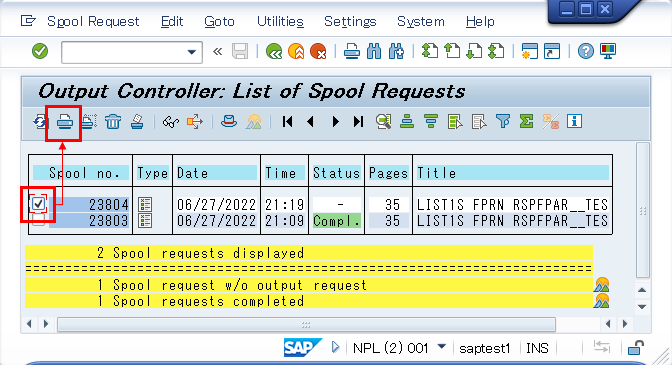 Spool Request Edit Goto Utilities Settings System Help
Output Controller: List of Spool Requests
Spool no. Type Date Time Status Pages Title
23804 06/27/2022 21:19 - 35 LIST1S FPRN RSPFPAR__TES
23803 06/27/2022 21:09 Compl. 35 LIST1S FPRN RSPFPAR__TES
2 Spool requests displayed
================================================================
1 Spool request w/o output request
1 Spool requests completed
SAP NPL (2) 001 saptest1 INS